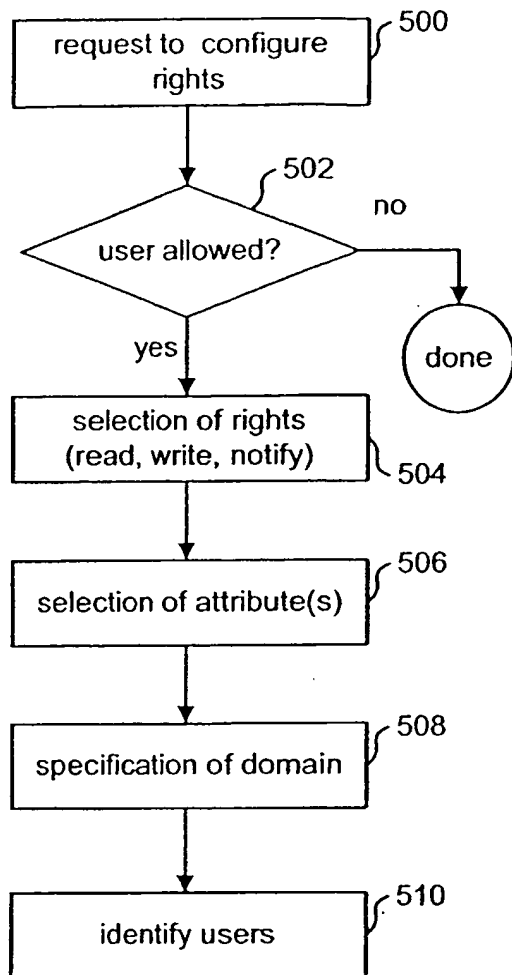 request to configure
rights
500
502
user allowed?
no
done
yes
selection of rights
(read, write, notify)
504
506
selection of attribute(s)
508
specification of domain
510
identify users